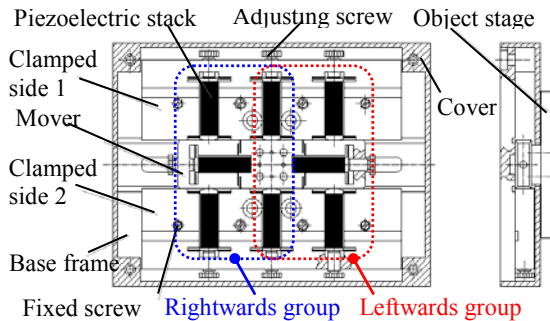 Piezoelectric stack
Adjusting screw
Object stage
Clamped
side 1
Cover
Mover
Clamped
side 2
Base frame
Fixed screw
Rightwards group
Leftwards group